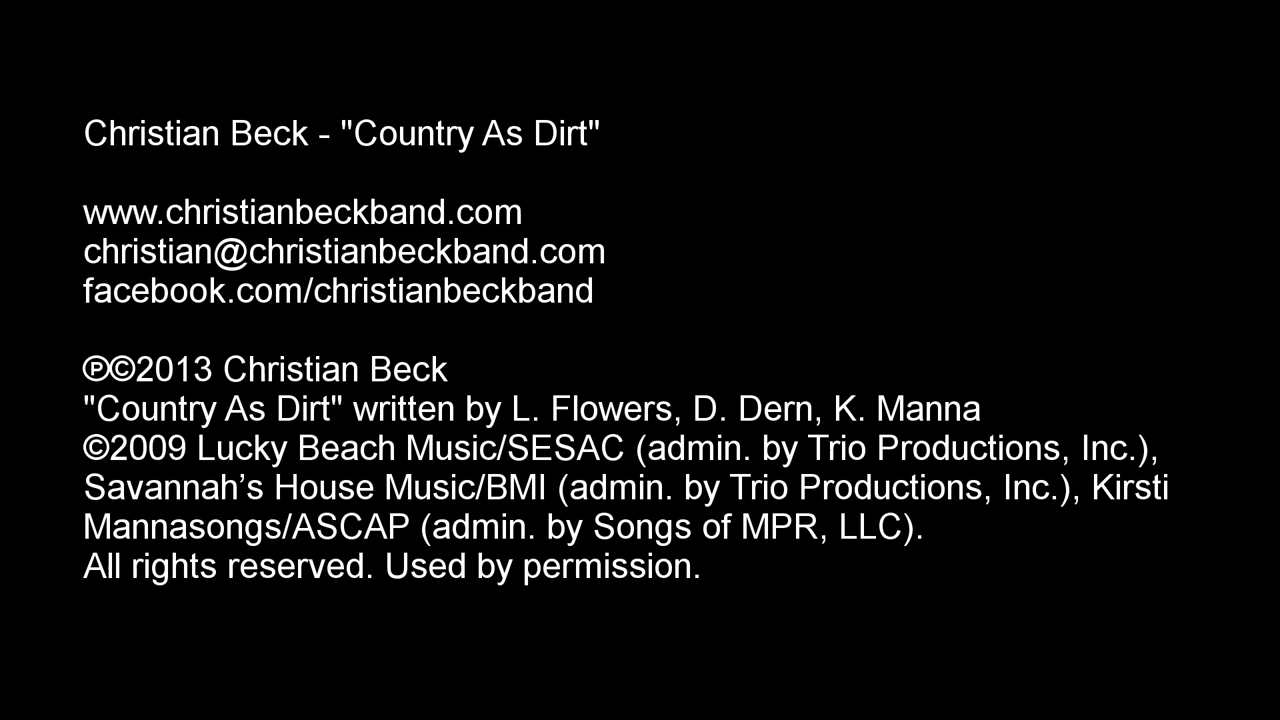 Christian Beck - "Country As Dirt"
www.christianbeckband.com
christian@christianbeckband.com
facebook.com/christianbeckband
℗©2013 Christian Beck
"Country As Dirt" written by L. Flowers, D. Dern, K. Manna
©2009 Lucky Beach Music/SESAC (admin. by Trio Productions, Inc.),
Savannah’s House Music/BMI (admin. by Trio Productions, Inc.), Kirsti
Mannasongs/ASCAP (admin. by Songs of MPR, LLC).
All rights reserved. Used by permission.